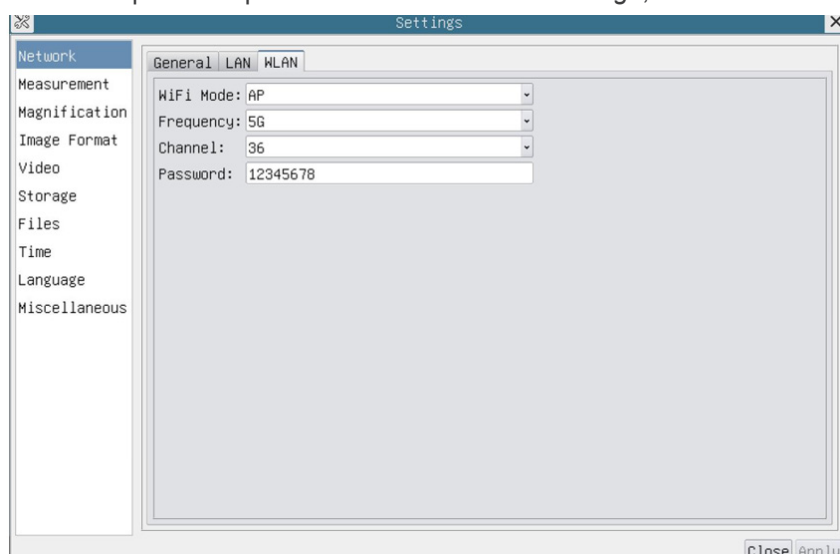 Settings
Network
Measurement
Magnification
Image Format
Video
Storage
Files
Time
Language
Miscellaneous
General LAN WLAN
WiFi Mode: AP
Frequency: 5G
Channel: 36
Password: 12345678
Close Apply